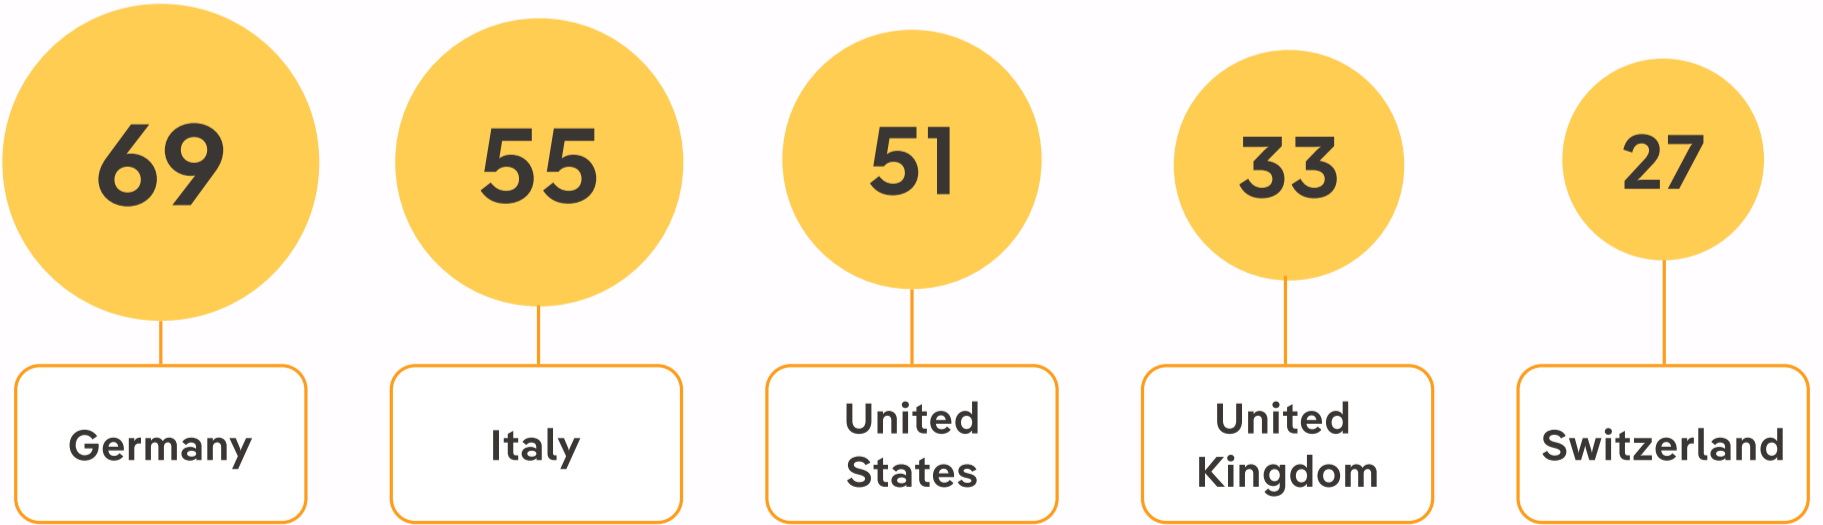 69
55
51
33
27
Germany
Italy
United
States
United
Kingdom
Switzerland